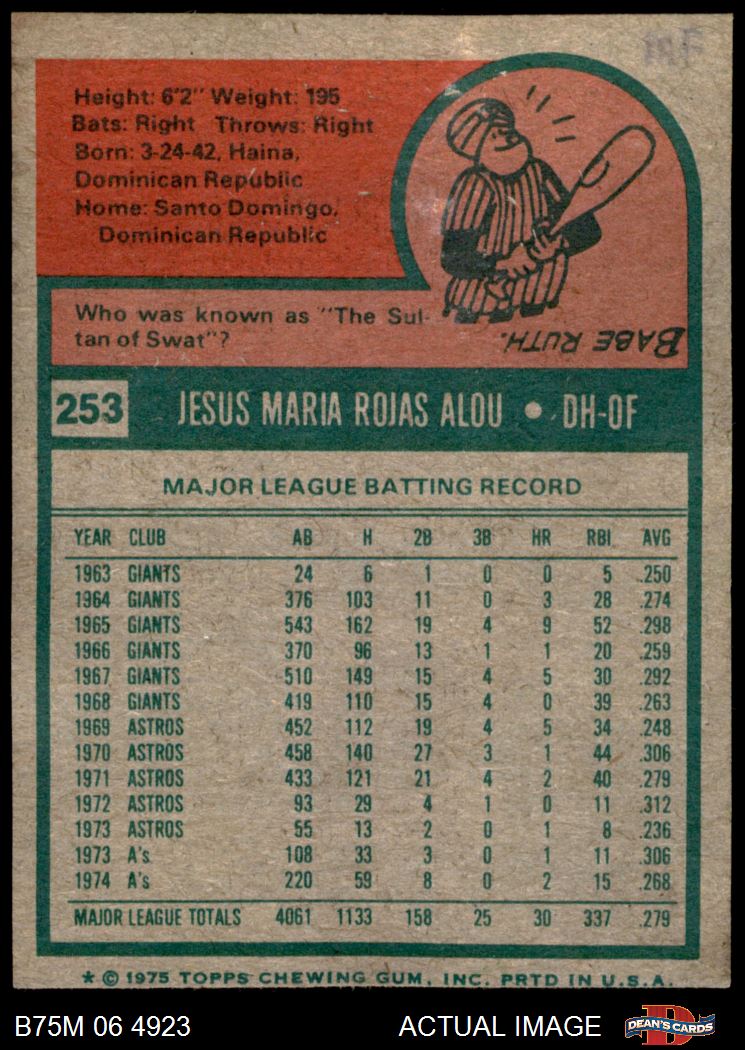 Height: 6'2" Weight: 195
Bats: Right Throws: Right
Born: 3-24-42, Haina,
Dominican Republic
Home: Santo Domingo,
Dominican Republic
Who was known as "The Sul-
tan of Swat"?
BABE RUTH.
253 JESUS MARIA ROJAS ALOU • DH-OF
MAJOR LEAGUE BATTING RECORD
YEAR CLUB AB H 2B 3B HR RBI AVG
1963 GIANTS 24 6 1 0 0 5 .250
1964 GIANTS 376 103 11 0 3 28 .274
1965 GIANTS 543 162 19 4 9 52 .298
1966 GIANTS 370 96 13 1 1 20 .259
1967 GIANTS 510 149 15 4 5 30 .292
1968 GIANTS 419 110 15 4 0 39 .263
1969 ASTROS 452 112 19 4 5 34 .248
1970 ASTROS 458 140 27 3 1 44 .306
1971 ASTROS 433 121 21 4 2 40 .279
1972 ASTROS 93 29 4 1 0 11 .312
1973 ASTROS 55 13 2 0 1 8 .236
1973 A's 108 33 3 0 1 11 .306
1974 A's 220 59 8 0 2 15 .268
MAJOR LEAGUE TOTALS 4061 1133 158 25 30 337 .279
* © 1975 TOPPS CHEWING GUM, INC. PRTD IN U.S.A.
B75M 06 4923 ACTUAL IMAGE DEAN'S CARDS